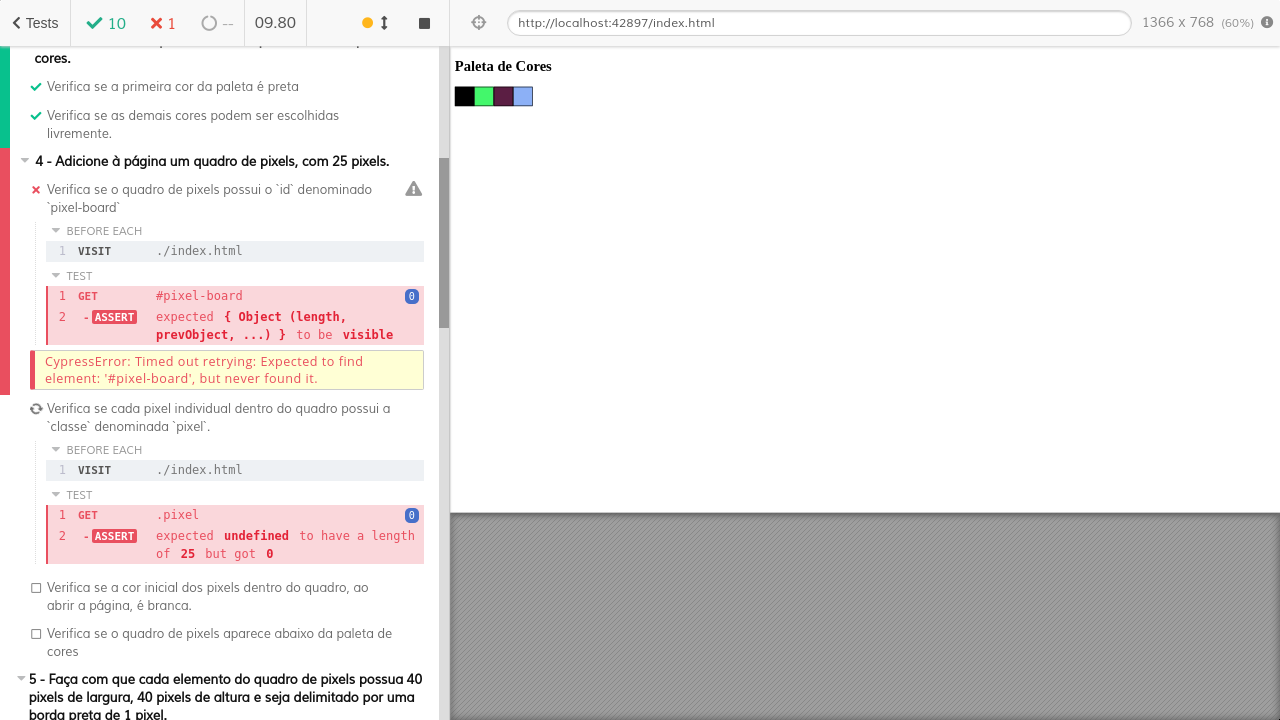 Tests
10
1
--
09.80
http://localhost:42897/index.html
1366 x 768 (60%)
cores.
Verifica se a primeira cor da paleta é preta
Verifica se as demais cores podem ser escolhidas
livremente.
4 - Adicione à página um quadro de pixels, com 25 pixels.
Verifica se o quadro de pixels possui o `id` denominado
`pixel-board`
BEFORE EACH
1 VISIT ./index.html
TEST
1 GET #pixel-board 0
2 - ASSERT expected { Object (length,
prevObject, ...) } to be visible
CypressError: Timed out retrying: Expected to find
element: '#pixel-board', but never found it.
Verifica se cada pixel individual dentro do quadro possui a
`classe` denominada `pixel`.
BEFORE EACH
1 VISIT ./index.html
TEST
1 GET .pixel 0
2 - ASSERT expected undefined to have a length
of 25 but got 0
Verifica se a cor inicial dos pixels dentro do quadro, ao
abrir a página, é branca.
Verifica se o quadro de pixels aparece abaixo da paleta de
cores
5 - Faça com que cada elemento do quadro de pixels possua 40
pixels de largura, 40 pixels de altura e seja delimitado por uma
borda preta de 1 pixel.
Paleta de Cores